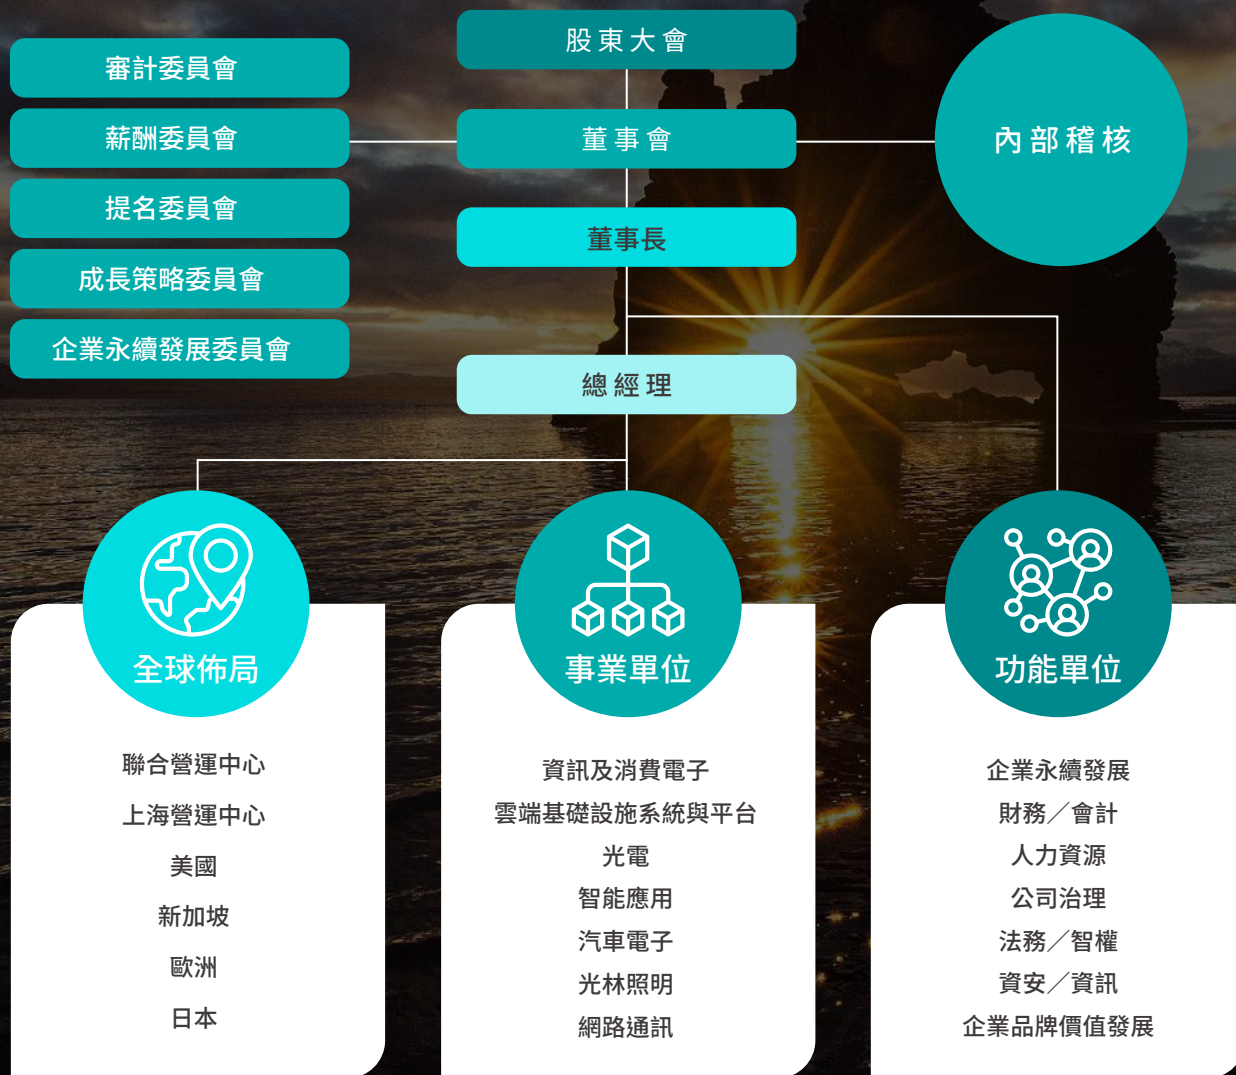 股東大會
審計委員會
薪酬委員會
提名委員會
成長策略委員會
企業永續發展委員會
董事會
內部稽核
董事長
總經理
全球佈局
聯合營運中心
上海營運中心
美國
新加坡
歐洲
日本
事業單位
資訊及消費電子
雲端基礎設施系統與平台
光電
智能應用
汽車電子
光林照明
網路通訊
功能單位
企業永續發展
財務／會計
人力資源
公司治理
法務／智權
資安／資訊
企業品牌價值發展